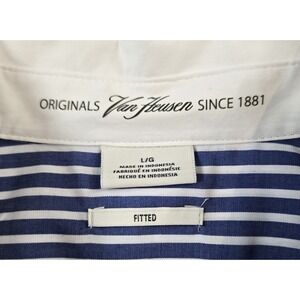 ORIGINALS Van Heusen SINCE 1881
L/G
MADE IN INDONESIA
FABRIQUÉ EN INDONÉSIE
HECHO EN INDONESIA
FITTED